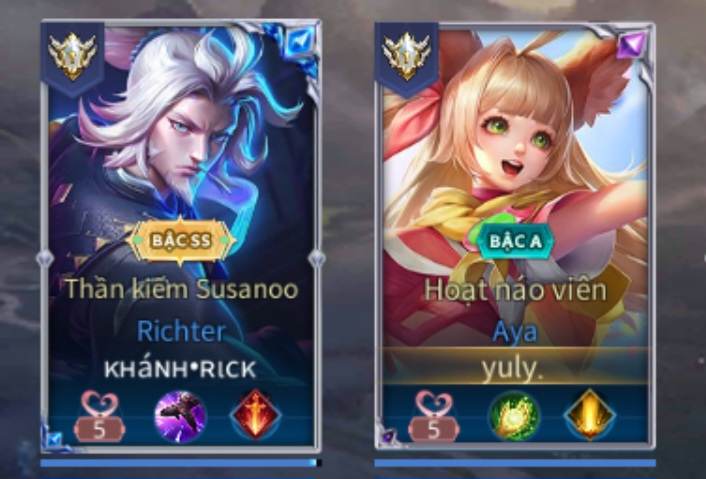 BẬC SS
Thần kiếm Susanoo
Richter
KHáNH•RICK
5
BẬC A
Hoạt náo viên
Aya
yuly.
5